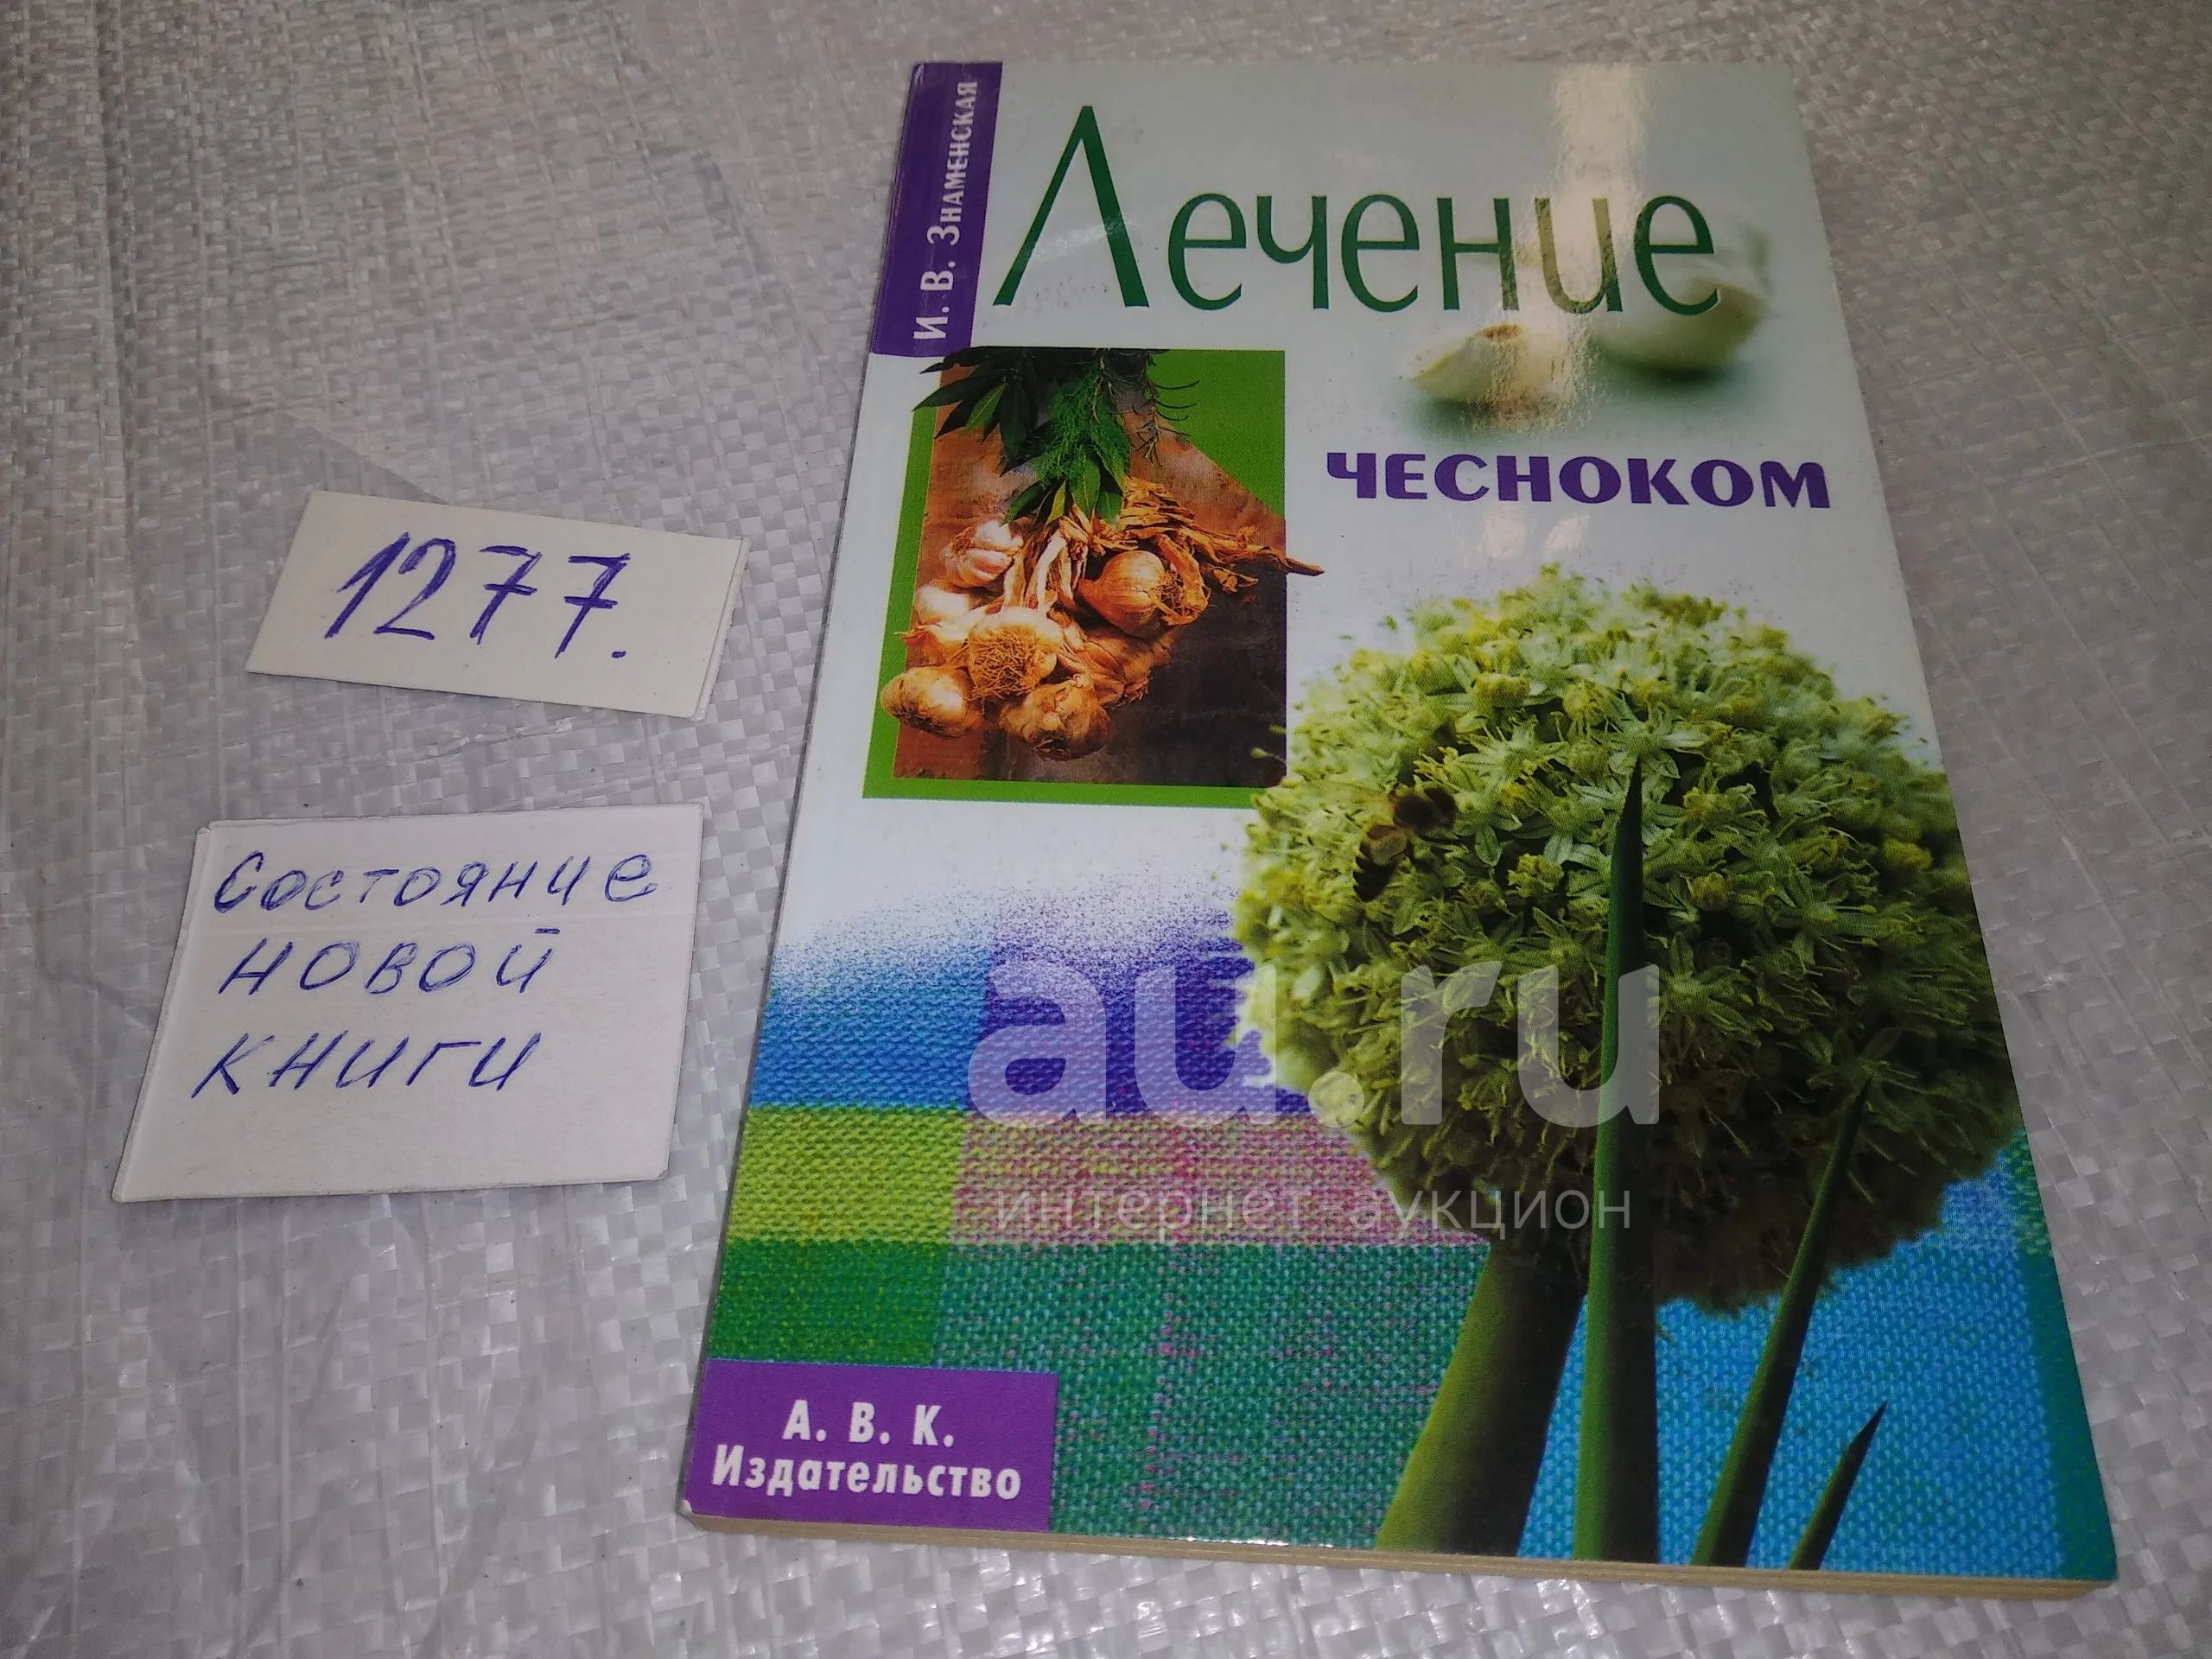 И. В. ЗНАМЕНСКАЯ
Лечение
ЧЕСНОКОМ
1277.
Состояние
новой
книги
au.ru
интернет-аукцион
А. В. К.
Издательство